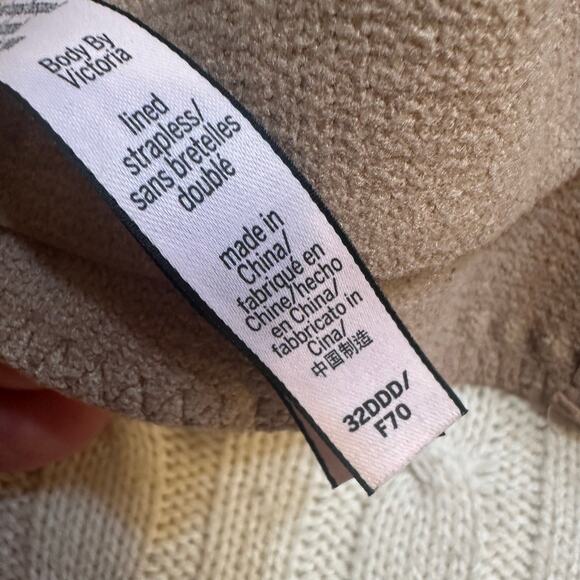 Body By
Victoria
lined
strapless/
sans bretelles
doublé
made in
China/
fabriqué en
Chine/hecho
en China/
fabbricato in
Cina/
中国制造
32DDD/
F70